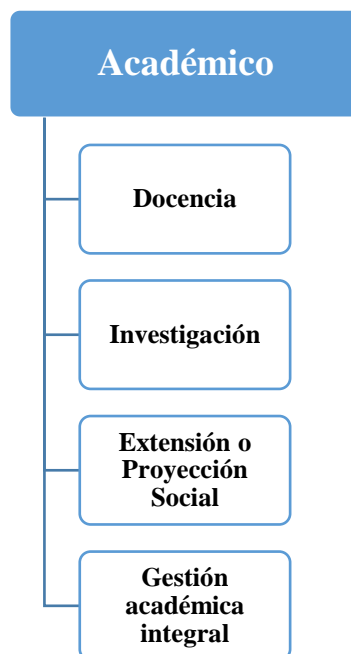 Académico
Docencia
Investigación
Extensión o
Proyección
Social
Gestión
académica
integral